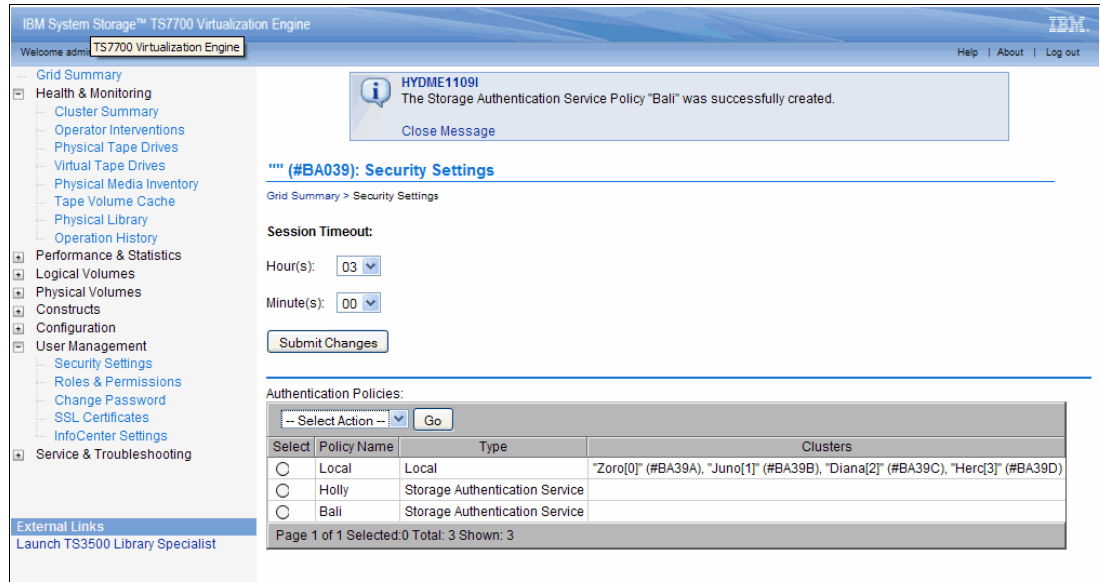 IBM System Storage™ TS7700 Virtualization Engine
IBM.
Welcome admi
TS7700 Virtualization Engine
Help | About | Log out
Grid Summary
Health & Monitoring
Cluster Summary
Operator Interventions
Physical Tape Drives
Virtual Tape Drives
Physical Media Inventory
Tape Volume Cache
Physical Library
Operation History
Performance & Statistics
Logical Volumes
Physical Volumes
Constructs
Configuration
User Management
Security Settings
Roles & Permissions
Change Password
SSL Certificates
InfoCenter Settings
Service & Troubleshooting
External Links
Launch TS3500 Library Specialist
HYDME1109I
The Storage Authentication Service Policy "Bali" was successfully created.
Close Message
"" (#BA039): Security Settings
Grid Summary > Security Settings
Session Timeout:
Hour(s): 03
Minute(s): 00
Submit Changes
Authentication Policies:
-- Select Action -- Go
Select Policy Name Type Clusters
Local Local "Zoro[0]" (#BA39A), "Juno[1]" (#BA39B), "Diana[2]" (#BA39C), "Herc[3]" (#BA39D)
Holly Storage Authentication Service
Bali Storage Authentication Service
Page 1 of 1 Selected:0 Total: 3 Shown: 3